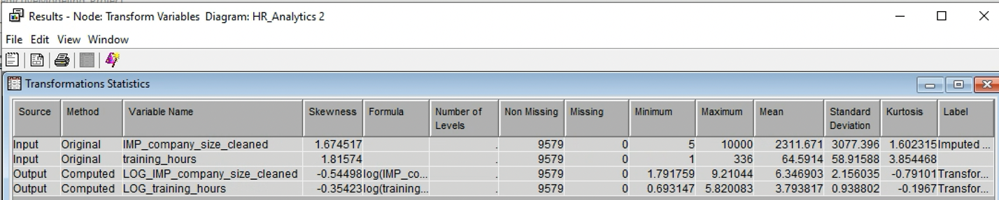 Results - Node: Transform Variables Diagram: HR_Analytics 2
File Edit View Window
Transformations Statistics
Source Method Variable Name Skewness Formula Number of Levels Non Missing Missing Minimum Maximum Mean Standard Deviation Kurtosis Label
Input Original IMP_company_size_cleaned 1.674517 . 9579 0 5 10000 2311.671 3077.396 1.602315 Imputed ...
Input Original training_hours 1.81574 . 9579 0 1 336 64.5914 58.91588 3.854468
Output Computed LOG_IMP_company_size_cleaned -0.54498 log(IMP_co... . 9579 0 1.791759 9.21044 6.346903 2.156035 -0.79101 Transfor...
Output Computed LOG_training_hours -0.35423 log(training... . 9579 0 0.693147 5.820083 3.793817 0.938802 -0.1967 Transfor...